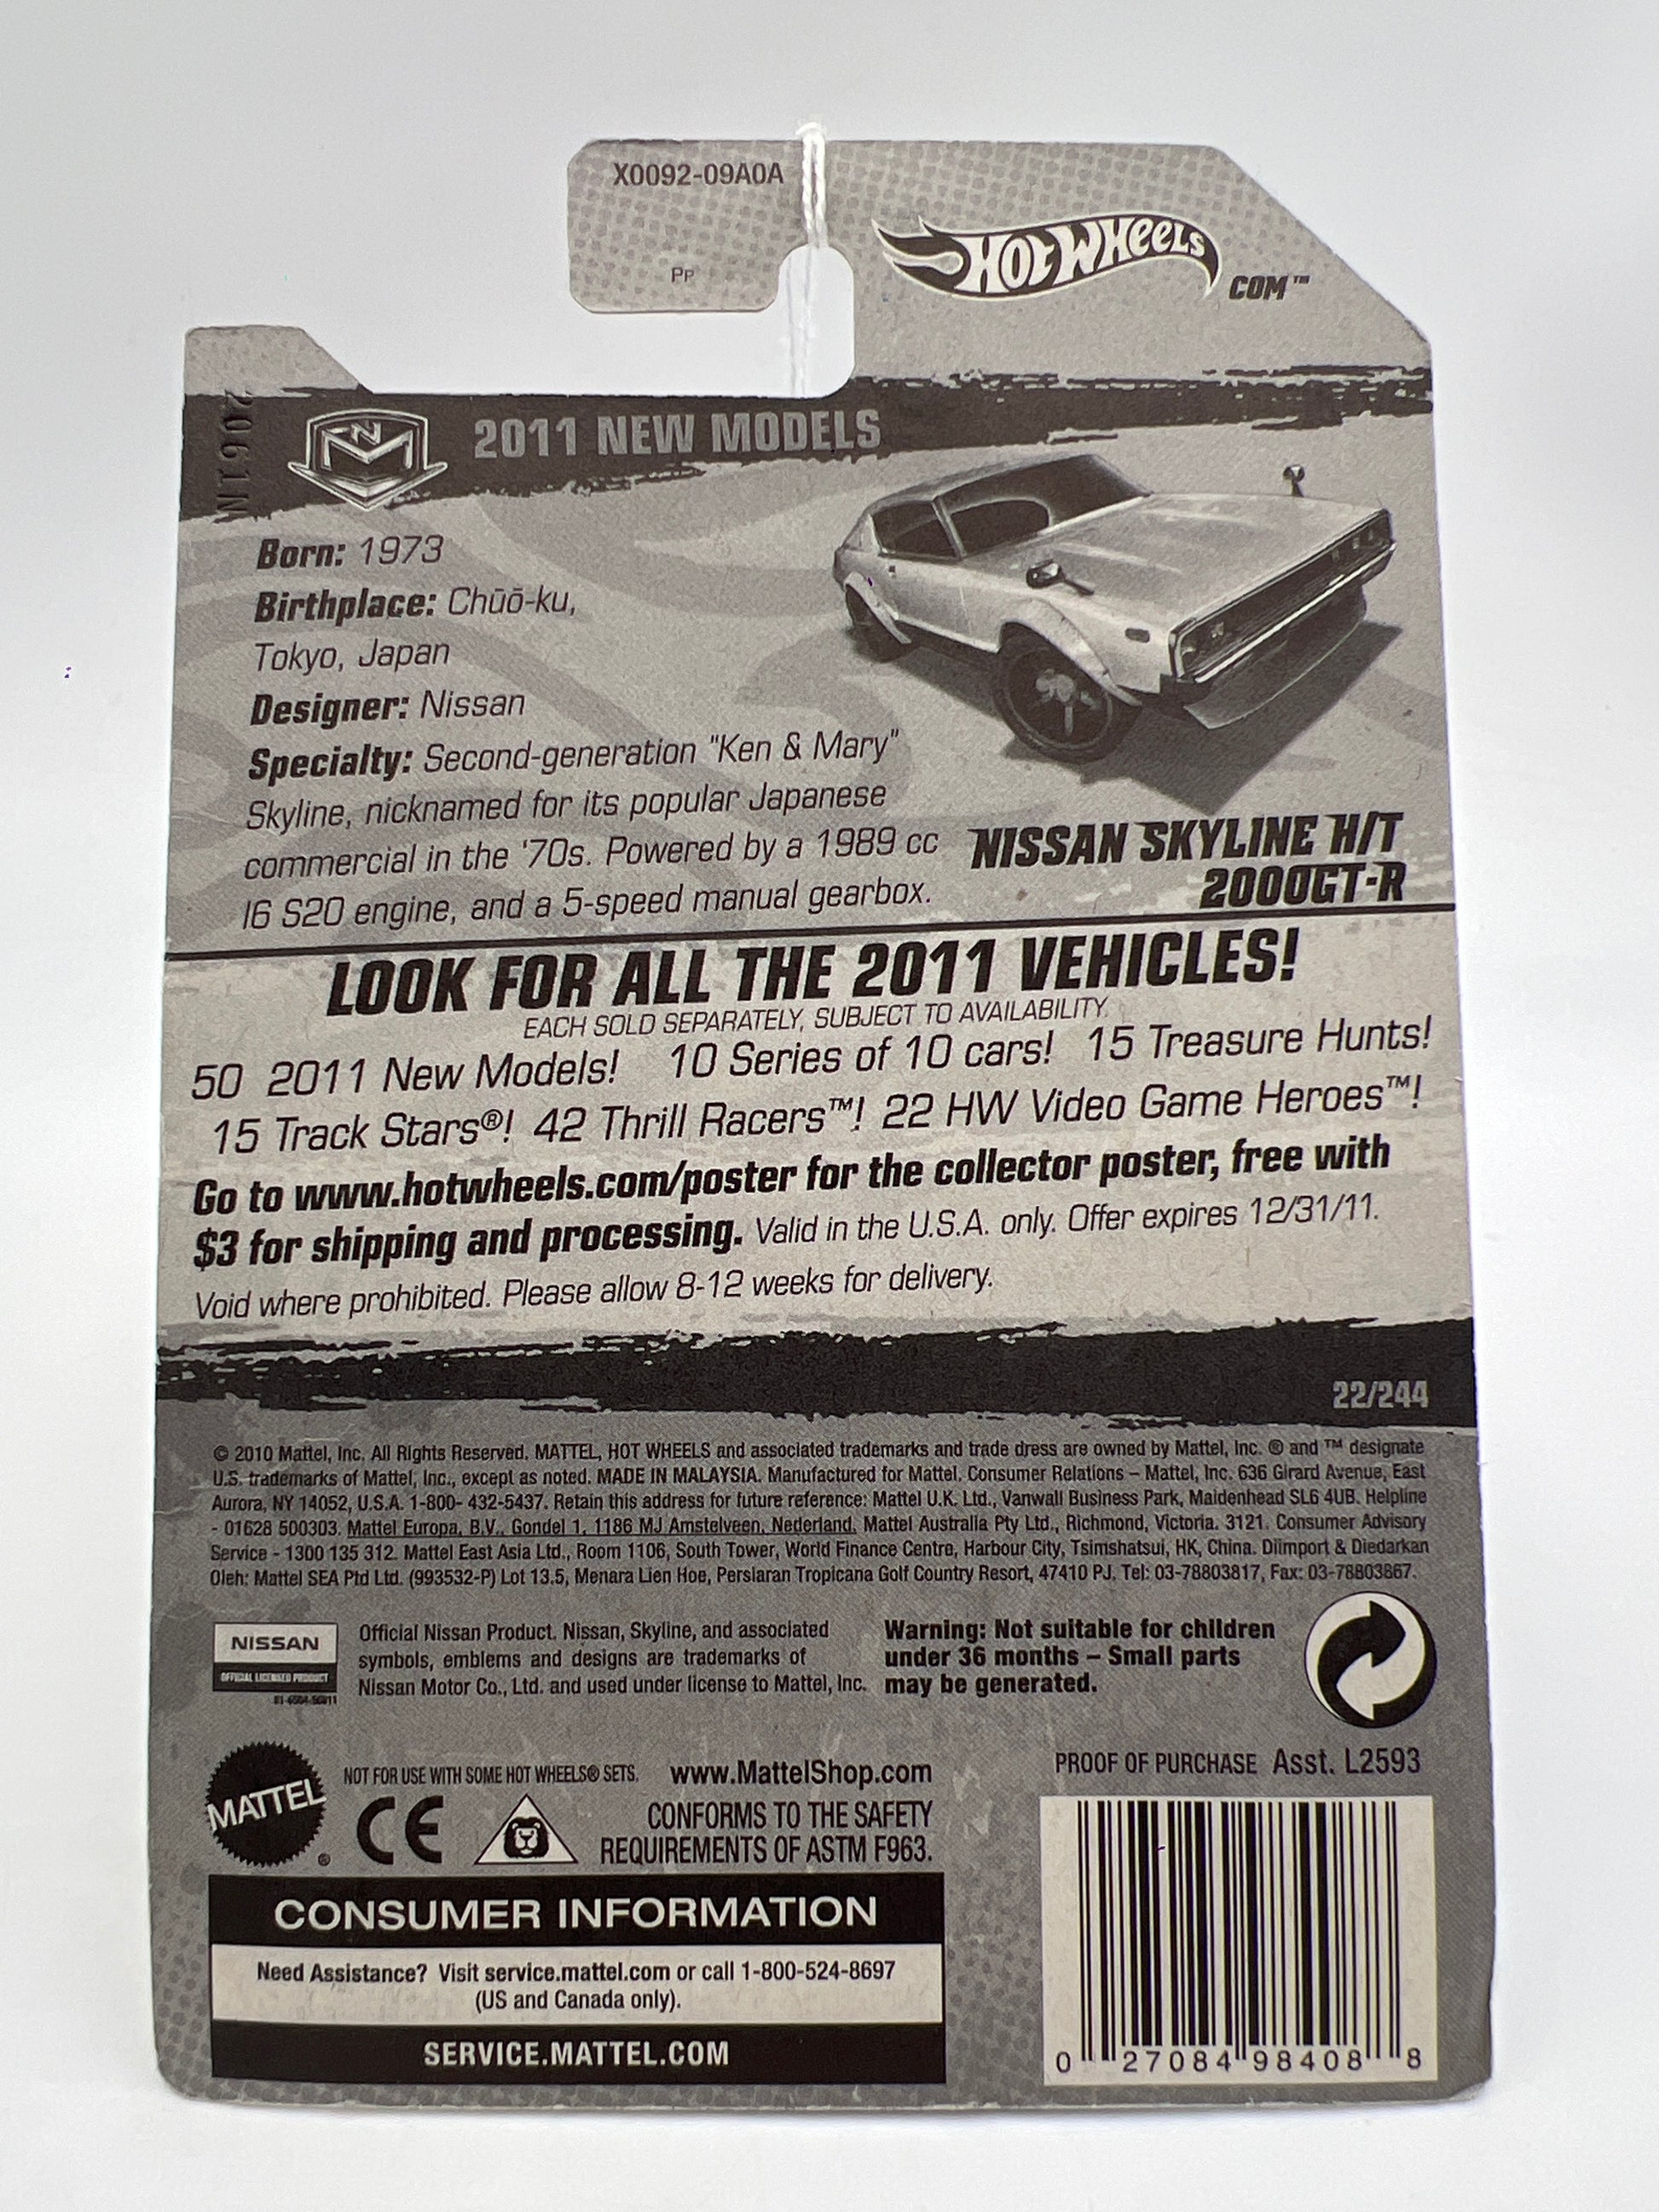 X0092-09A0A
Pp
HOT WHEELS
COM™
2061N
NM
2011 NEW MODELS
Born: 1973
Birthplace: Chūō-ku,
Tokyo, Japan
Designer: Nissan
Specialty: Second-generation "Ken & Mary"
Skyline, nicknamed for its popular Japanese
commercial in the '70s. Powered by a 1989 cc
I6 S20 engine, and a 5-speed manual gearbox.
NISSAN SKYLINE H/T
2000GT-R
LOOK FOR ALL THE 2011 VEHICLES!
EACH SOLD SEPARATELY, SUBJECT TO AVAILABILITY.
50 2011 New Models! 10 Series of 10 cars! 15 Treasure Hunts!
15 Track Stars®! 42 Thrill Racers™! 22 HW Video Game Heroes™!
Go to www.hotwheels.com/poster for the collector poster, free with
$3 for shipping and processing. Valid in the U.S.A. only. Offer expires 12/31/11.
Void where prohibited. Please allow 8-12 weeks for delivery.
22/244
© 2010 Mattel, Inc. All Rights Reserved. MATTEL, HOT WHEELS and associated trademarks and trade dress are owned by Mattel, Inc. ® and ™ designate
U.S. trademarks of Mattel, Inc., except as noted. MADE IN MALAYSIA. Manufactured for Mattel. Consumer Relations – Mattel, Inc. 636 Girard Avenue, East
Aurora, NY 14052, U.S.A. 1-800- 432-5437. Retain this address for future reference: Mattel U.K. Ltd., Vanwall Business Park, Maidenhead SL6 4UB. Helpline
- 01628 500303. Mattel Europa, B.V., Gondel 1, 1186 MJ Amstelveen, Nederland. Mattel Australia Pty Ltd., Richmond, Victoria. 3121. Consumer Advisory
Service - 1300 135 312. Mattel East Asia Ltd., Room 1106, South Tower, World Finance Centre, Harbour City, Tsimshatsui, HK, China. Diimport & Diedarkan
Oleh: Mattel SEA Ptd Ltd. (993532-P) Lot 13.5, Menara Lien Hoe, Persiaran Tropicana Golf Country Resort, 47410 PJ. Tel: 03-78803817, Fax: 03-78803867.
NISSAN
OFFICIAL LICENSED PRODUCT
Official Nissan Product. Nissan, Skyline, and associated
symbols, emblems and designs are trademarks of
Nissan Motor Co., Ltd. and used under license to Mattel, Inc.
Warning: Not suitable for children
under 36 months – Small parts
may be generated.
MATTEL®
NOT FOR USE WITH SOME HOT WHEELS® SETS. www.MattelShop.com
CE
CONFORMS TO THE SAFETY
REQUIREMENTS OF ASTM F963.
PROOF OF PURCHASE Asst. L2593
CONSUMER INFORMATION
Need Assistance? Visit service.mattel.com or call 1-800-524-8697
(US and Canada only).
SERVICE.MATTEL.COM
0 27084 98408 8